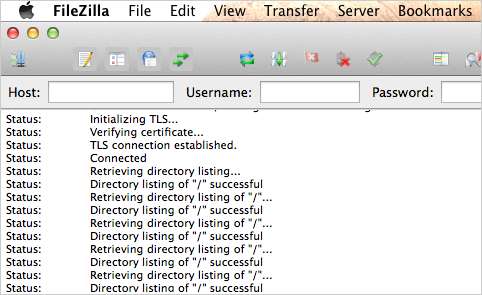 FileZilla File Edit View Transfer Server Bookmarks
Host: Username: Password:
Status: Initializing TLS...
Status: Verifying certificate...
Status: TLS connection established.
Status: Connected
Status: Retrieving directory listing...
Status: Directory listing of "/" successful
Status: Retrieving directory listing of "/"...
Status: Directory listing of "/" successful
Status: Retrieving directory listing of "/"...
Status: Directory listing of "/" successful
Status: Retrieving directory listing of "/"...
Status: Directory listing of "/" successful
Status: Retrieving directory listing of "/"...
Status: Directory listing of "/" successful